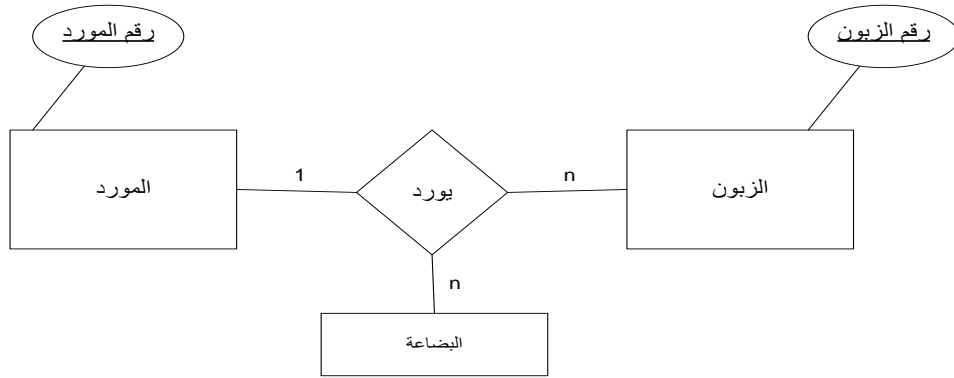 رقم المورد
رقم الزبون
المورد
1
يورد
n
الزبون
n
البضاعة